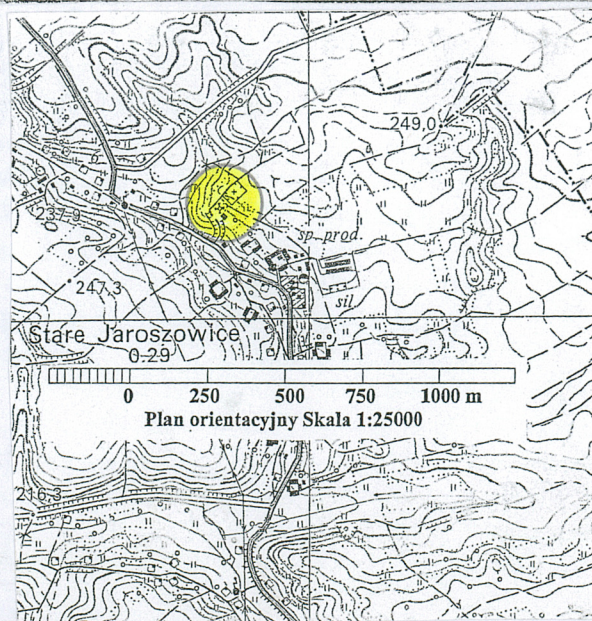 249,0
237,9
sp. prod.
247,3
sil.
Stare Jaroszowice
0.29
0 250 500 750 1000 m
Plan orientacyjny Skala 1:25000
216,3